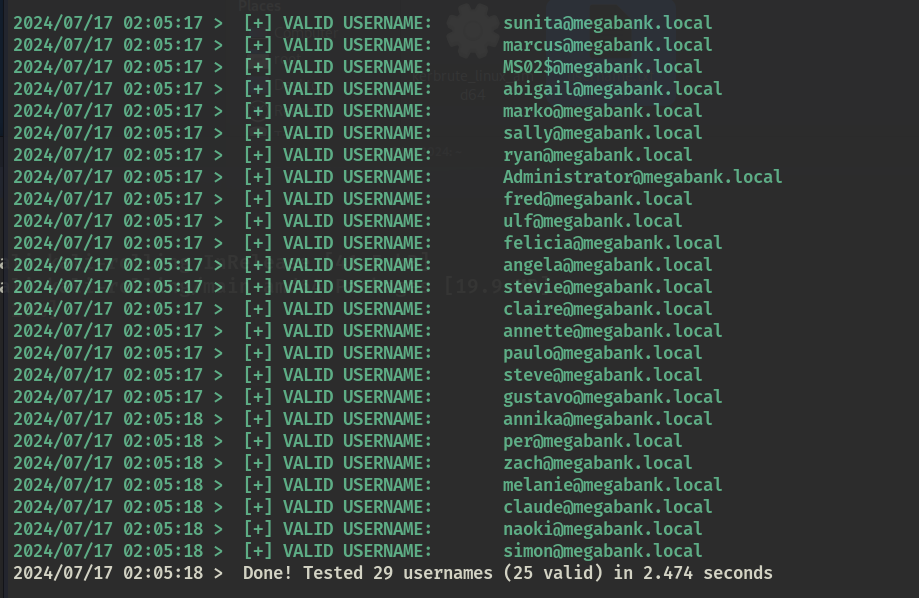 Places
2024/07/17 02:05:17 > [+] VALID USERNAME: sunita@megabank.local
2024/07/17 02:05:17 > [+] VALID USERNAME: marcus@megabank.local
2024/07/17 02:05:17 > [+] VALID USERNAME: MS02$@megabank.local
2024/07/17 02:05:17 > [+] VALID USERNAME: abigail@megabank.local
2024/07/17 02:05:17 > [+] VALID USERNAME: marko@megabank.local
2024/07/17 02:05:17 > [+] VALID USERNAME: sally@megabank.local
2024/07/17 02:05:17 > [+] VALID USERNAME: ryan@megabank.local
2024/07/17 02:05:17 > [+] VALID USERNAME: Administrator@megabank.local
2024/07/17 02:05:17 > [+] VALID USERNAME: fred@megabank.local
2024/07/17 02:05:17 > [+] VALID USERNAME: ulf@megabank.local
2024/07/17 02:05:17 > [+] VALID USERNAME: felicia@megabank.local
2024/07/17 02:05:17 > [+] VALID USERNAME: angela@megabank.local
2024/07/17 02:05:17 > [+] VALID USERNAME: stevie@megabank.local
2024/07/17 02:05:17 > [+] VALID USERNAME: claire@megabank.local
2024/07/17 02:05:17 > [+] VALID USERNAME: annette@megabank.local
2024/07/17 02:05:17 > [+] VALID USERNAME: paulo@megabank.local
2024/07/17 02:05:17 > [+] VALID USERNAME: steve@megabank.local
2024/07/17 02:05:17 > [+] VALID USERNAME: gustavo@megabank.local
2024/07/17 02:05:18 > [+] VALID USERNAME: annika@megabank.local
2024/07/17 02:05:18 > [+] VALID USERNAME: per@megabank.local
2024/07/17 02:05:18 > [+] VALID USERNAME: zach@megabank.local
2024/07/17 02:05:18 > [+] VALID USERNAME: melanie@megabank.local
2024/07/17 02:05:18 > [+] VALID USERNAME: claude@megabank.local
2024/07/17 02:05:18 > [+] VALID USERNAME: naoki@megabank.local
2024/07/17 02:05:18 > [+] VALID USERNAME: simon@megabank.local
2024/07/17 02:05:18 > Done! Tested 29 usernames (25 valid) in 2.474 seconds